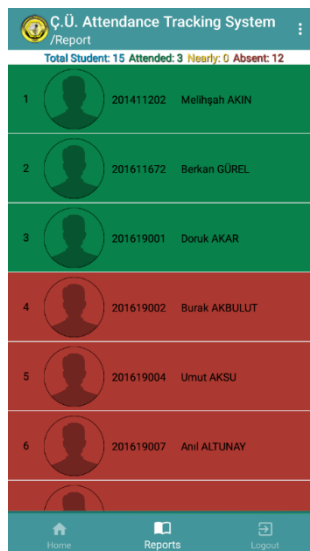 Ç.Ü. Attendance Tracking System
/Report
Total Student: 15 Attended: 3 Nearly: 0 Absent: 12
1 201411202 Melihşah AKIN
2 201611672 Berkan GÜREL
3 201619001 Doruk AKAR
4 201619002 Burak AKBULUT
5 201619004 Umut AKSU
6 201619007 Anıl ALTUNAY
Home Reports Logout